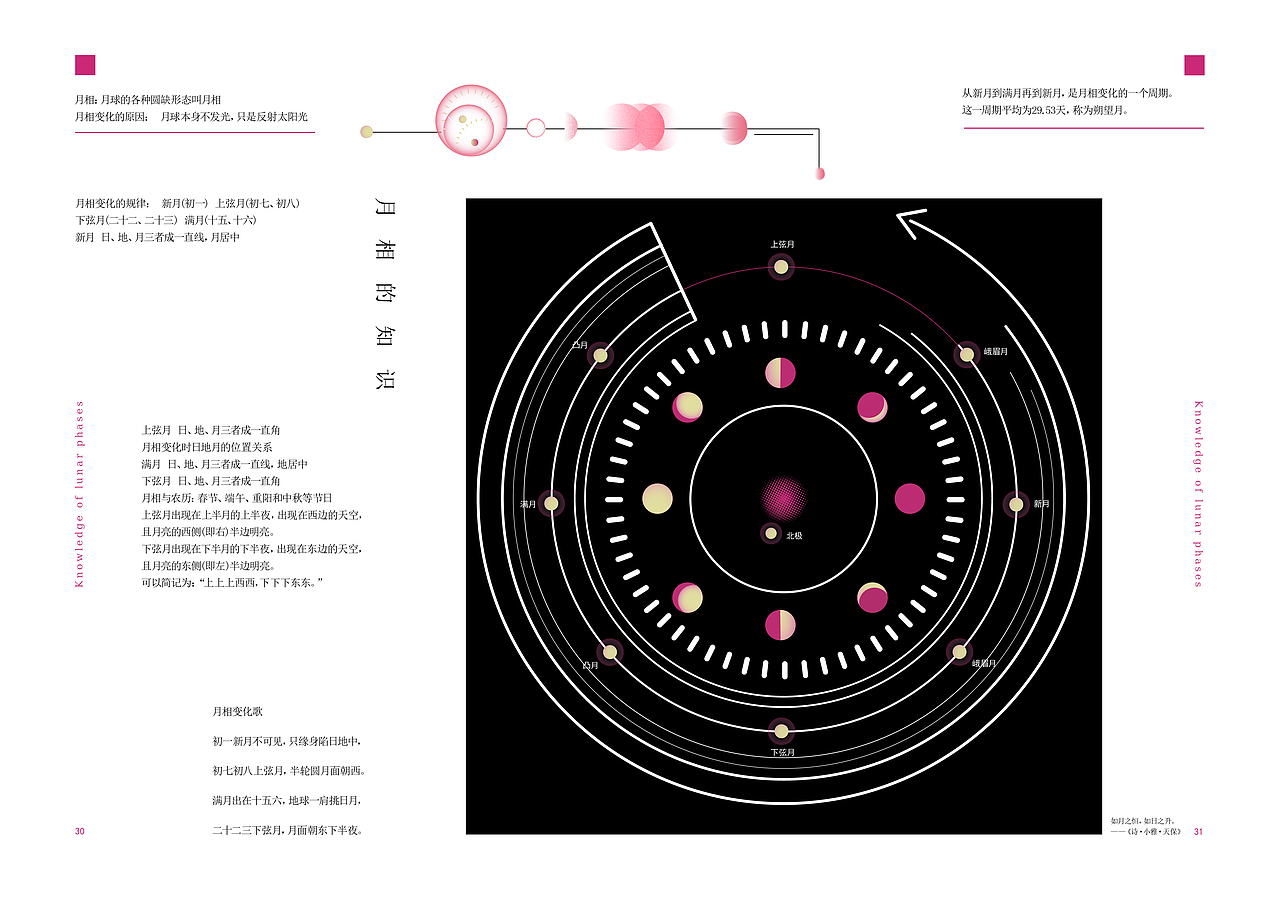 月相：月球的各种圆缺形态叫月相
月相变化的原因： 月球本身不发光，只是反射太阳光
从新月到满月再到新月，是月相变化的一个周期。
这一周期平均为29.53天，称为朔望月。
月相变化的规律： 新月(初一) 上弦月(初七、初八)
下弦月(二十二、二十三) 满月(十五、十六)
新月 日、地、月三者成一直线，月居中
月相的知识
Knowledge of lunar phases
上弦月 日、地、月三者成一直角
月相变化时日地月的位置关系
满月 日、地、月三者成一直线，地居中
下弦月 日、地、月三者成一直角
月相与农历：春节、端午、重阳和中秋等节日
上弦月出现在上半月的上半夜，出现在西边的天空，
且月亮的西侧(即右)半边明亮。
下弦月出现在下半月的下半夜，出现在东边的天空，
且月亮的东侧(即左)半边明亮。
可以简记为：“上上上西西，下下下东东。”
月相变化歌
初一新月不可见，只缘身陷日地中，
初七初八上弦月，半轮圆月面朝西。
满月出在十五六，地球一肩挑日月，
二十二三下弦月，月面朝东下半夜。
30
上弦月
凸月
峨眉月
满月
新月
北极
凸月
峨眉月
下弦月
Knowledge of lunar phases
如月之恒，如日之升。
——《诗·小雅·天保》
31